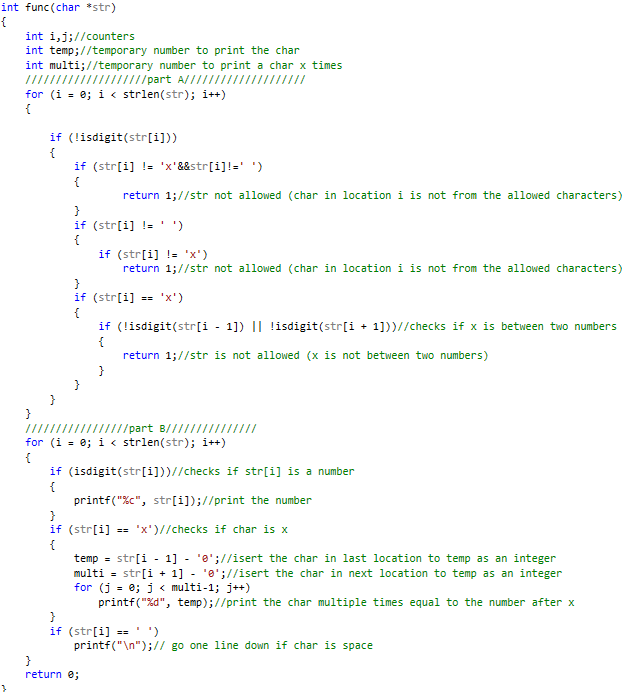 int func(char *str)
{
    int i,j;//counters
    int temp;//temporary number to print the char
    int multi;//temporary number to print a char x times
    ////////////////////part A////////////////////
    for (i = 0; i < strlen(str); i++)
    {

        if (!isdigit(str[i]))
        {
            if (str[i] != 'x'&&str[i]!=' ')
            {
                    return 1;//str not allowed (char in location i is not from the allowed characters)
            }
            if (str[i] != ' ')
            {
                if (str[i] != 'x')
                    return 1;//str not allowed (char in location i is not from the allowed characters)
            }
            if (str[i] == 'x')
            {
                if (!isdigit(str[i - 1]) || !isdigit(str[i + 1]))//checks if x is between two numbers
                {
                    return 1;//str is not allowed (x is not between two numbers)
                }
            }
        }
    }
    /////////////////part B///////////////
    for (i = 0; i < strlen(str); i++)
    {
        if (isdigit(str[i]))//checks if str[i] is a number
        {
            printf("%c", str[i]);//print the number
        }
        if (str[i] == 'x')//checks if char is x
        {
            temp = str[i - 1] - '0';//isert the char in last location to temp as an integer
            multi = str[i + 1] - '0';//isert the char in next location to temp as an integer
            for (j = 0; j < multi-1; j++)
                printf("%d", temp);//print the char multiple times equal to the number after x
        }
        if (str[i] == ' ')
            printf("\n");// go one line down if char is space
    }
    return 0;
}